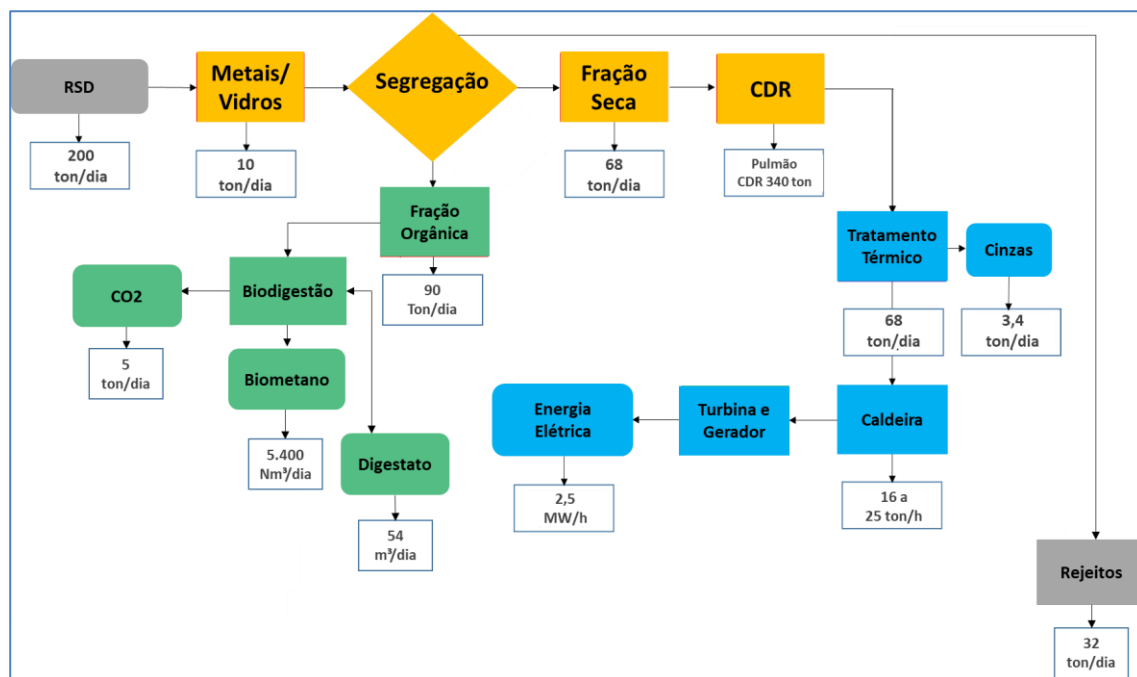 RSD
200
ton/dia
Metais/
Vidros
10
ton/dia
Segregação
Fração
Seca
68
ton/dia
CDR
Pulmão
CDR 340 ton
Fração
Orgânica
90
Ton/dia
Biodigestão
CO2
5
ton/dia
Biometano
5.400
Nm³/dia
Digestato
54
m³/dia
Tratamento
Térmico
68
ton/dia
Cinzas
3,4
ton/dia
Caldeira
16 a
25 ton/h
Turbina e
Gerador
Energia
Elétrica
2,5
MW/h
Rejeitos
32
ton/dia